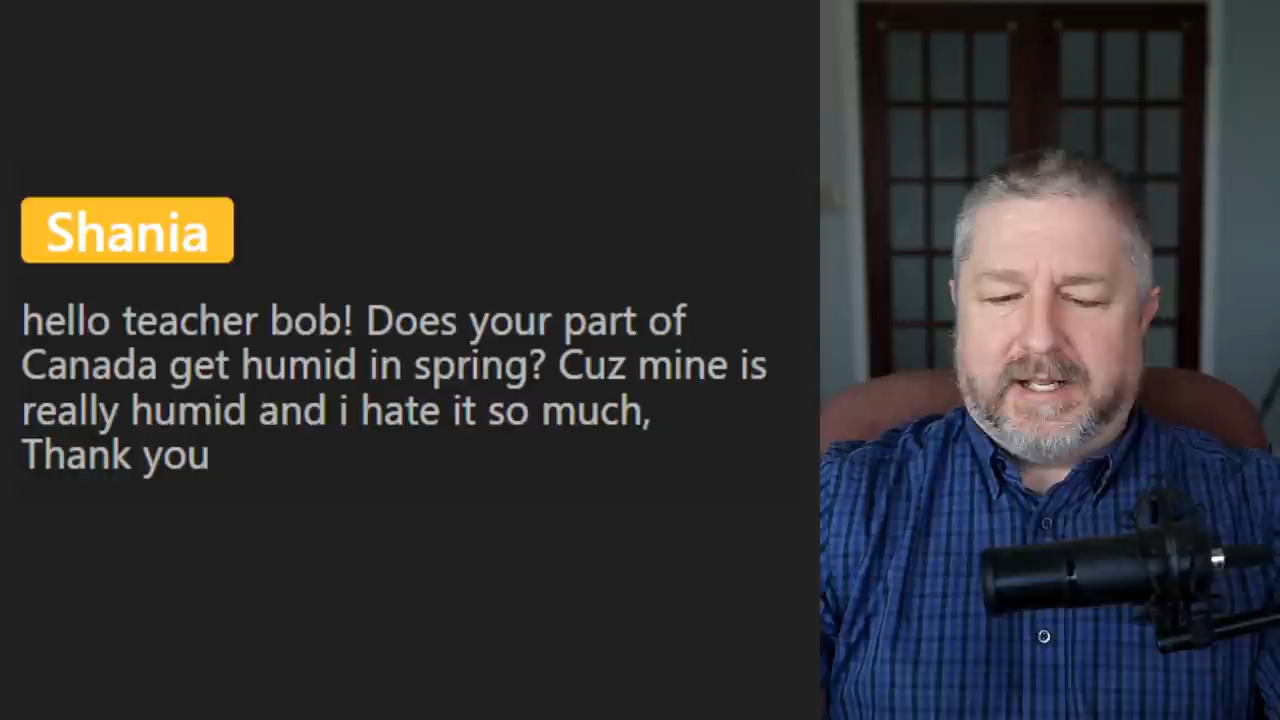 Shania
hello teacher bob! Does your part of
Canada get humid in spring? Cuz mine is
really humid and i hate it so much,
Thank you